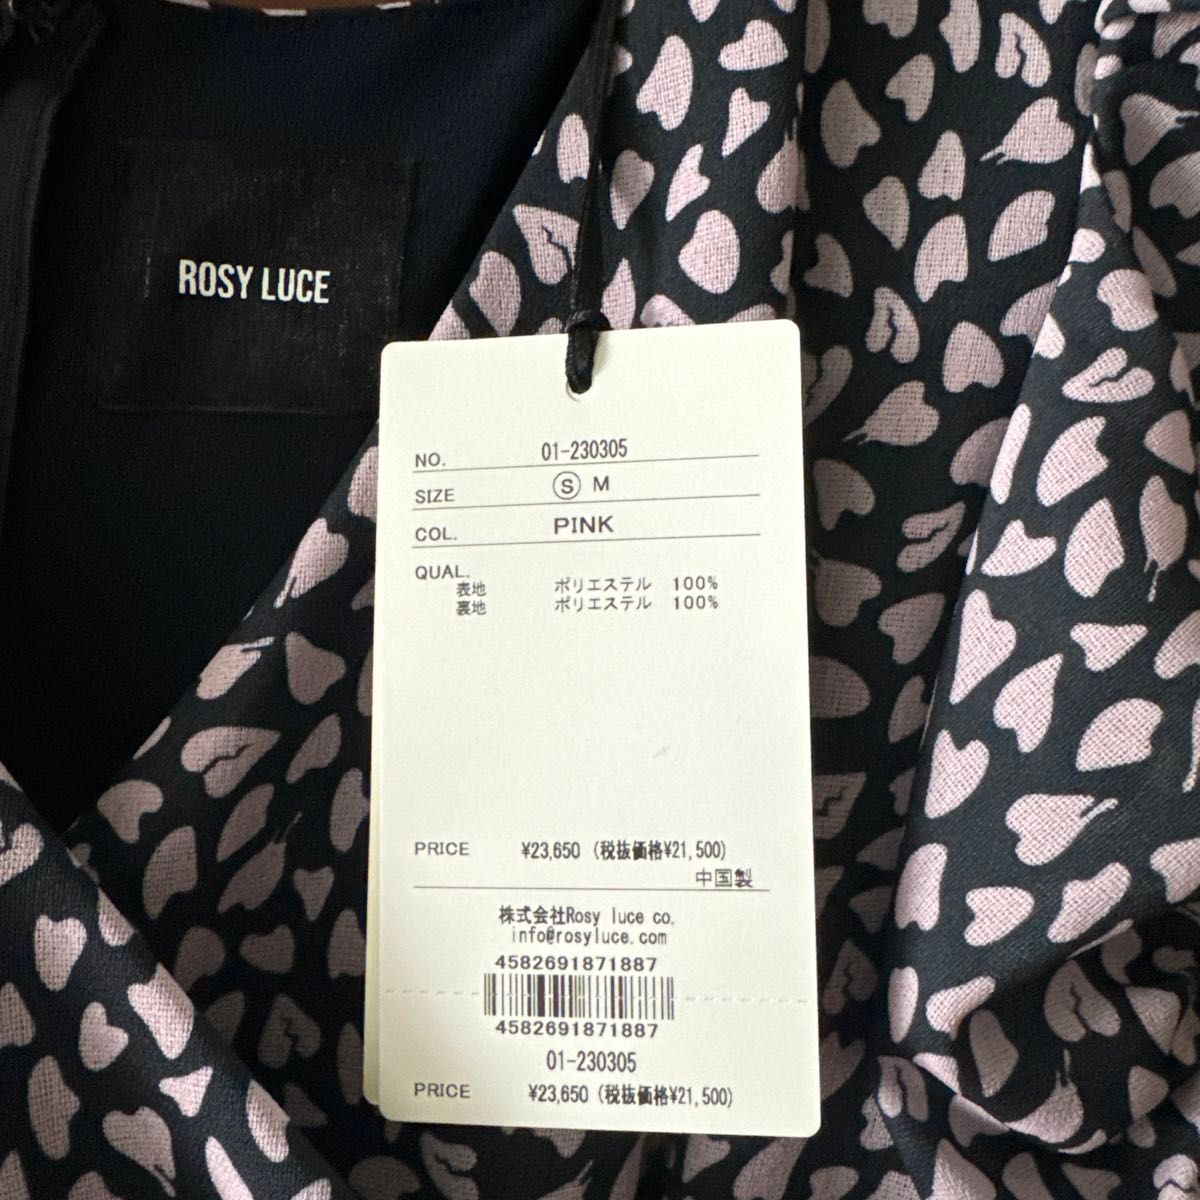 ROSY LUCE
NO. 01-230305
SIZE Ⓢ M
COL. PINK
QUAL.
表地 ポリエステル 100%
裏地 ポリエステル 100%
PRICE ¥23,650 (税抜価格¥21,500)
中国製
株式会社Rosy luce co.
info@rosyluce.com
4582691871887
4582691871887
01-230305
PRICE ¥23,650 (税抜価格¥21,500)